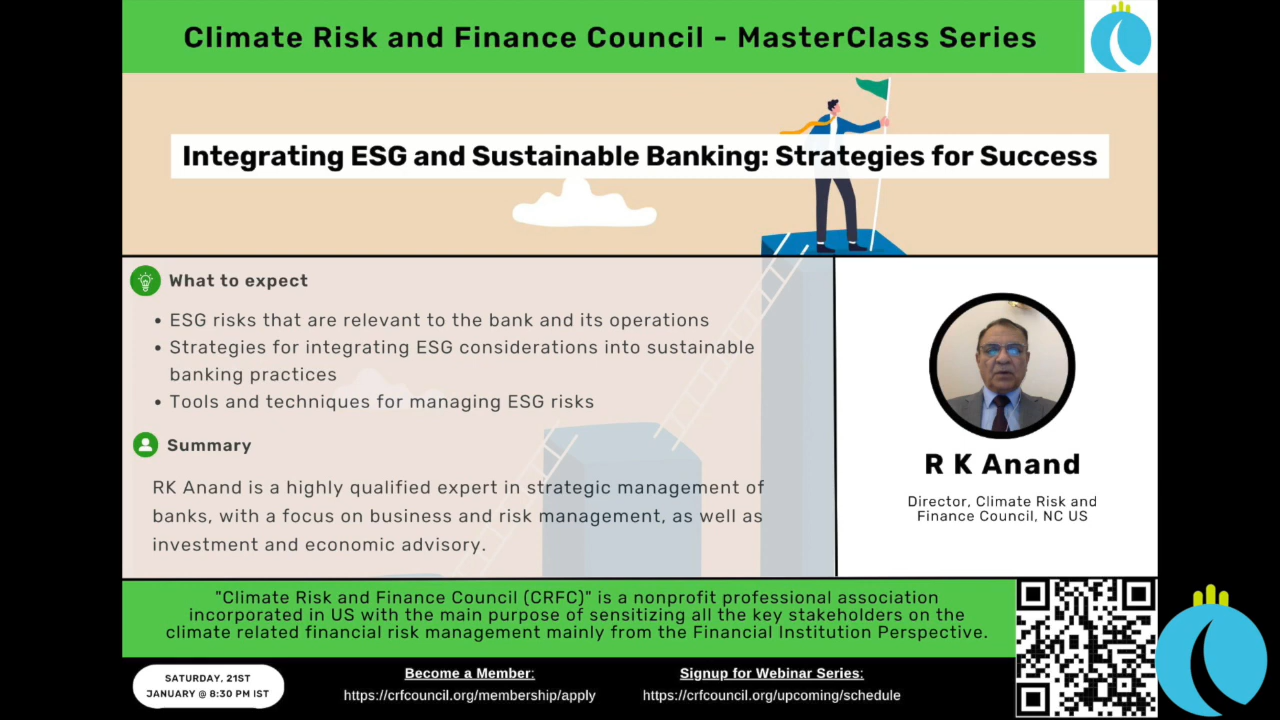 Climate Risk and Finance Council - MasterClass Series
Integrating ESG and Sustainable Banking: Strategies for Success
What to expect
• ESG risks that are relevant to the bank and its operations
• Strategies for integrating ESG considerations into sustainable
banking practices
• Tools and techniques for managing ESG risks
Summary
RK Anand is a highly qualified expert in strategic management of
banks, with a focus on business and risk management, as well as
investment and economic advisory.
R K Anand
Director, Climate Risk and
Finance Council, NC US
"Climate Risk and Finance Council (CRFC)" is a nonprofit professional association
incorporated in US with the main purpose of sensitizing all the key stakeholders on the
climate related financial risk management mainly from the Financial Institution Perspective.
SATURDAY, 21ST
JANUARY @ 8:30 PM IST
Become a Member:
https://crfcouncil.org/membership/apply
Signup for Webinar Series:
https://crfcouncil.org/upcoming/schedule